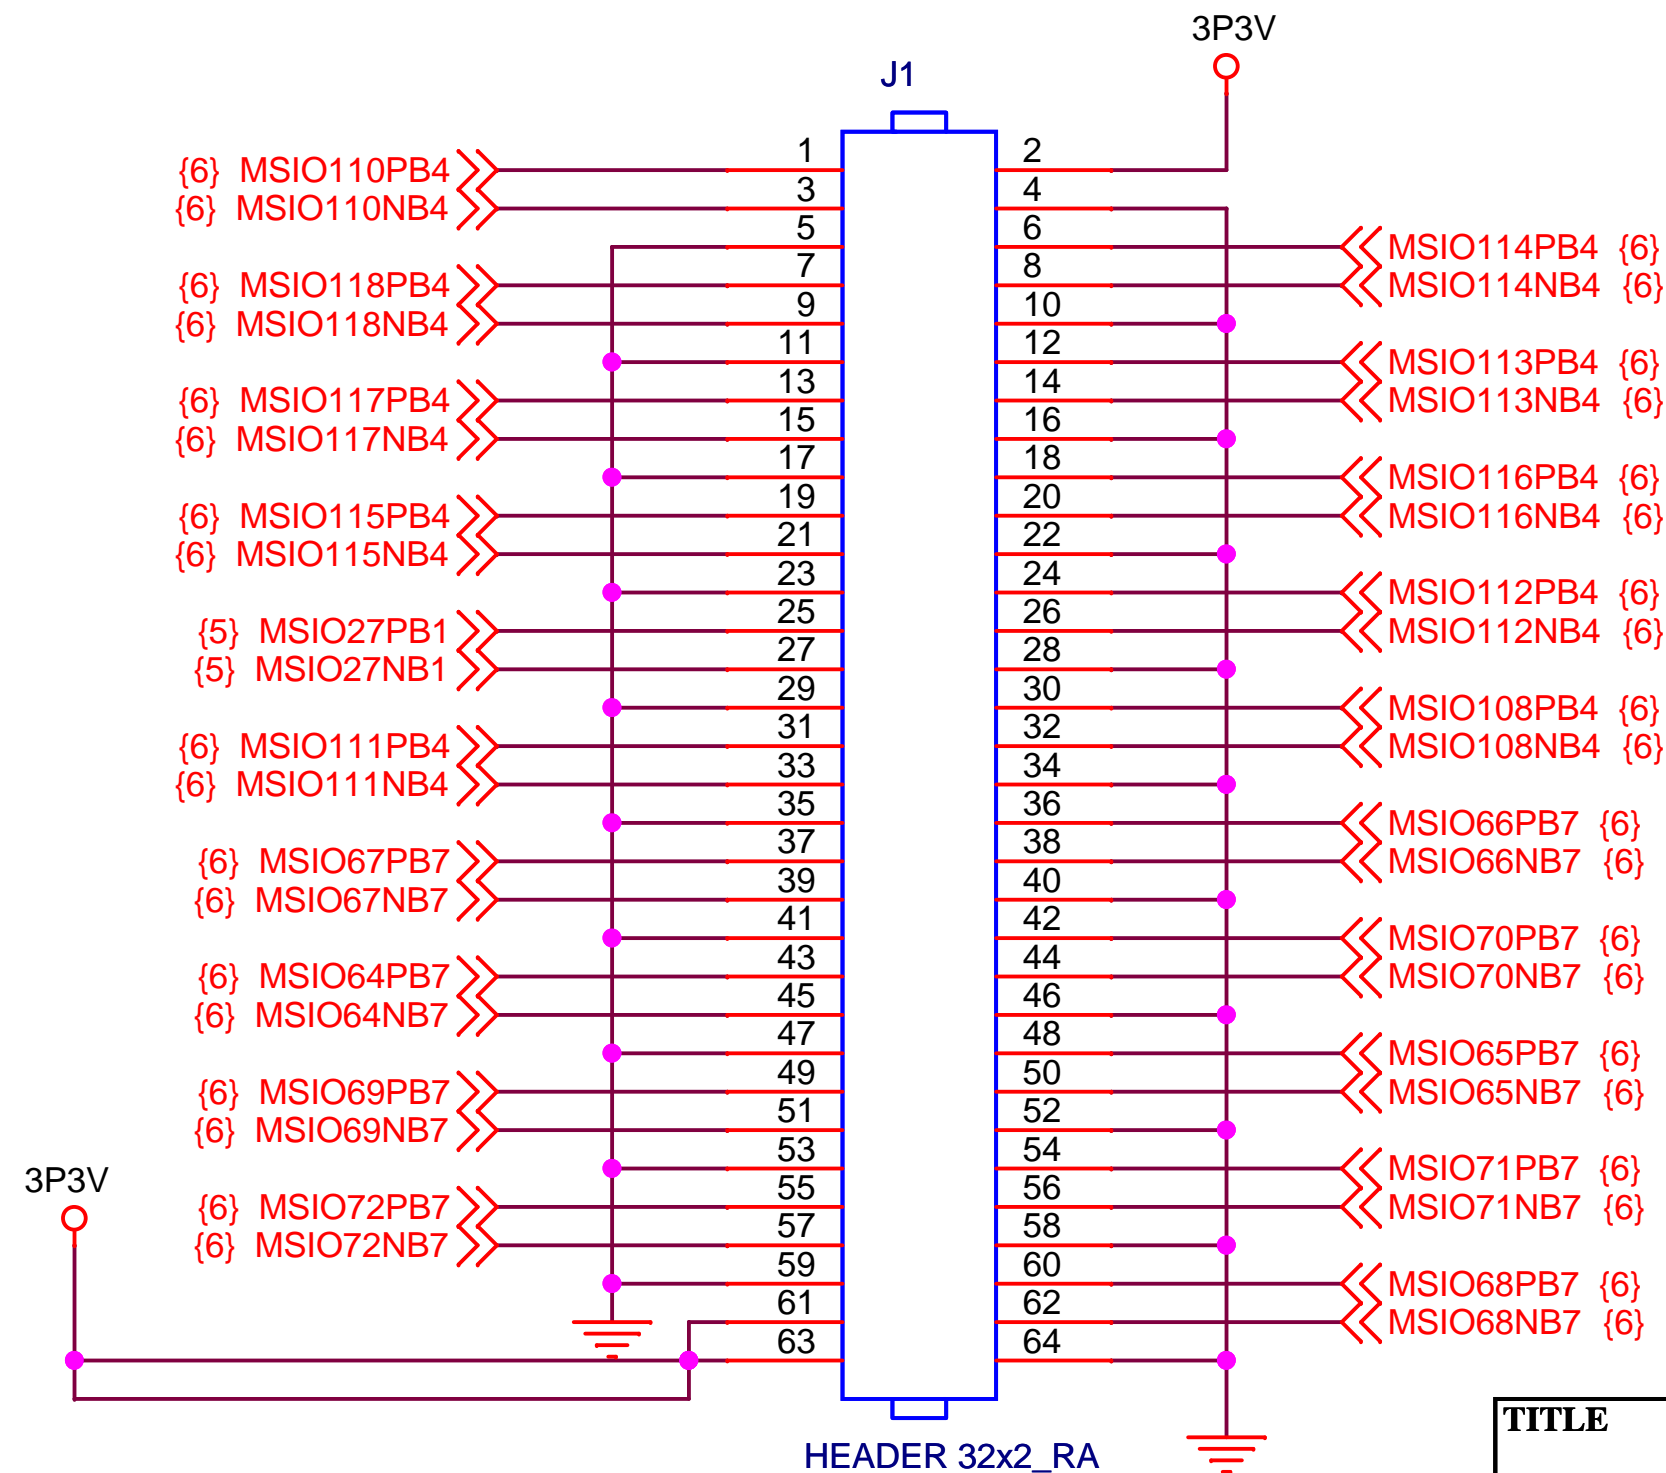 3P3V
J1
1 2
{6} MSIO110PB4
3 4
{6} MSIO110NB4
5 6 MSIO114PB4 {6}
7 8 MSIO114NB4 {6}
{6} MSIO118PB4
9 10
{6} MSIO118NB4
11 12 MSIO113PB4 {6}
13 14 MSIO113NB4 {6}
{6} MSIO117PB4
15 16
{6} MSIO117NB4
17 18 MSIO116PB4 {6}
19 20 MSIO116NB4 {6}
{6} MSIO115PB4
21 22
{6} MSIO115NB4
23 24 MSIO112PB4 {6}
25 26 MSIO112NB4 {6}
{5} MSIO27PB1
27 28
{5} MSIO27NB1
29 30 MSIO108PB4 {6}
31 32 MSIO108NB4 {6}
{6} MSIO111PB4
33 34
{6} MSIO111NB4
35 36 MSIO66PB7 {6}
37 38 MSIO66NB7 {6}
{6} MSIO67PB7
39 40
{6} MSIO67NB7
41 42 MSIO70PB7 {6}
43 44 MSIO70NB7 {6}
{6} MSIO64PB7
45 46
{6} MSIO64NB7
47 48 MSIO65PB7 {6}
49 50 MSIO65NB7 {6}
{6} MSIO69PB7
51 52
{6} MSIO69NB7
53 54 MSIO71PB7 {6}
3P3V
55 56 MSIO71NB7 {6}
{6} MSIO72PB7
57 58
{6} MSIO72NB7
59 60 MSIO68PB7 {6}
61 62 MSIO68NB7 {6}
63 64
TITLE
HEADER 32x2_RA